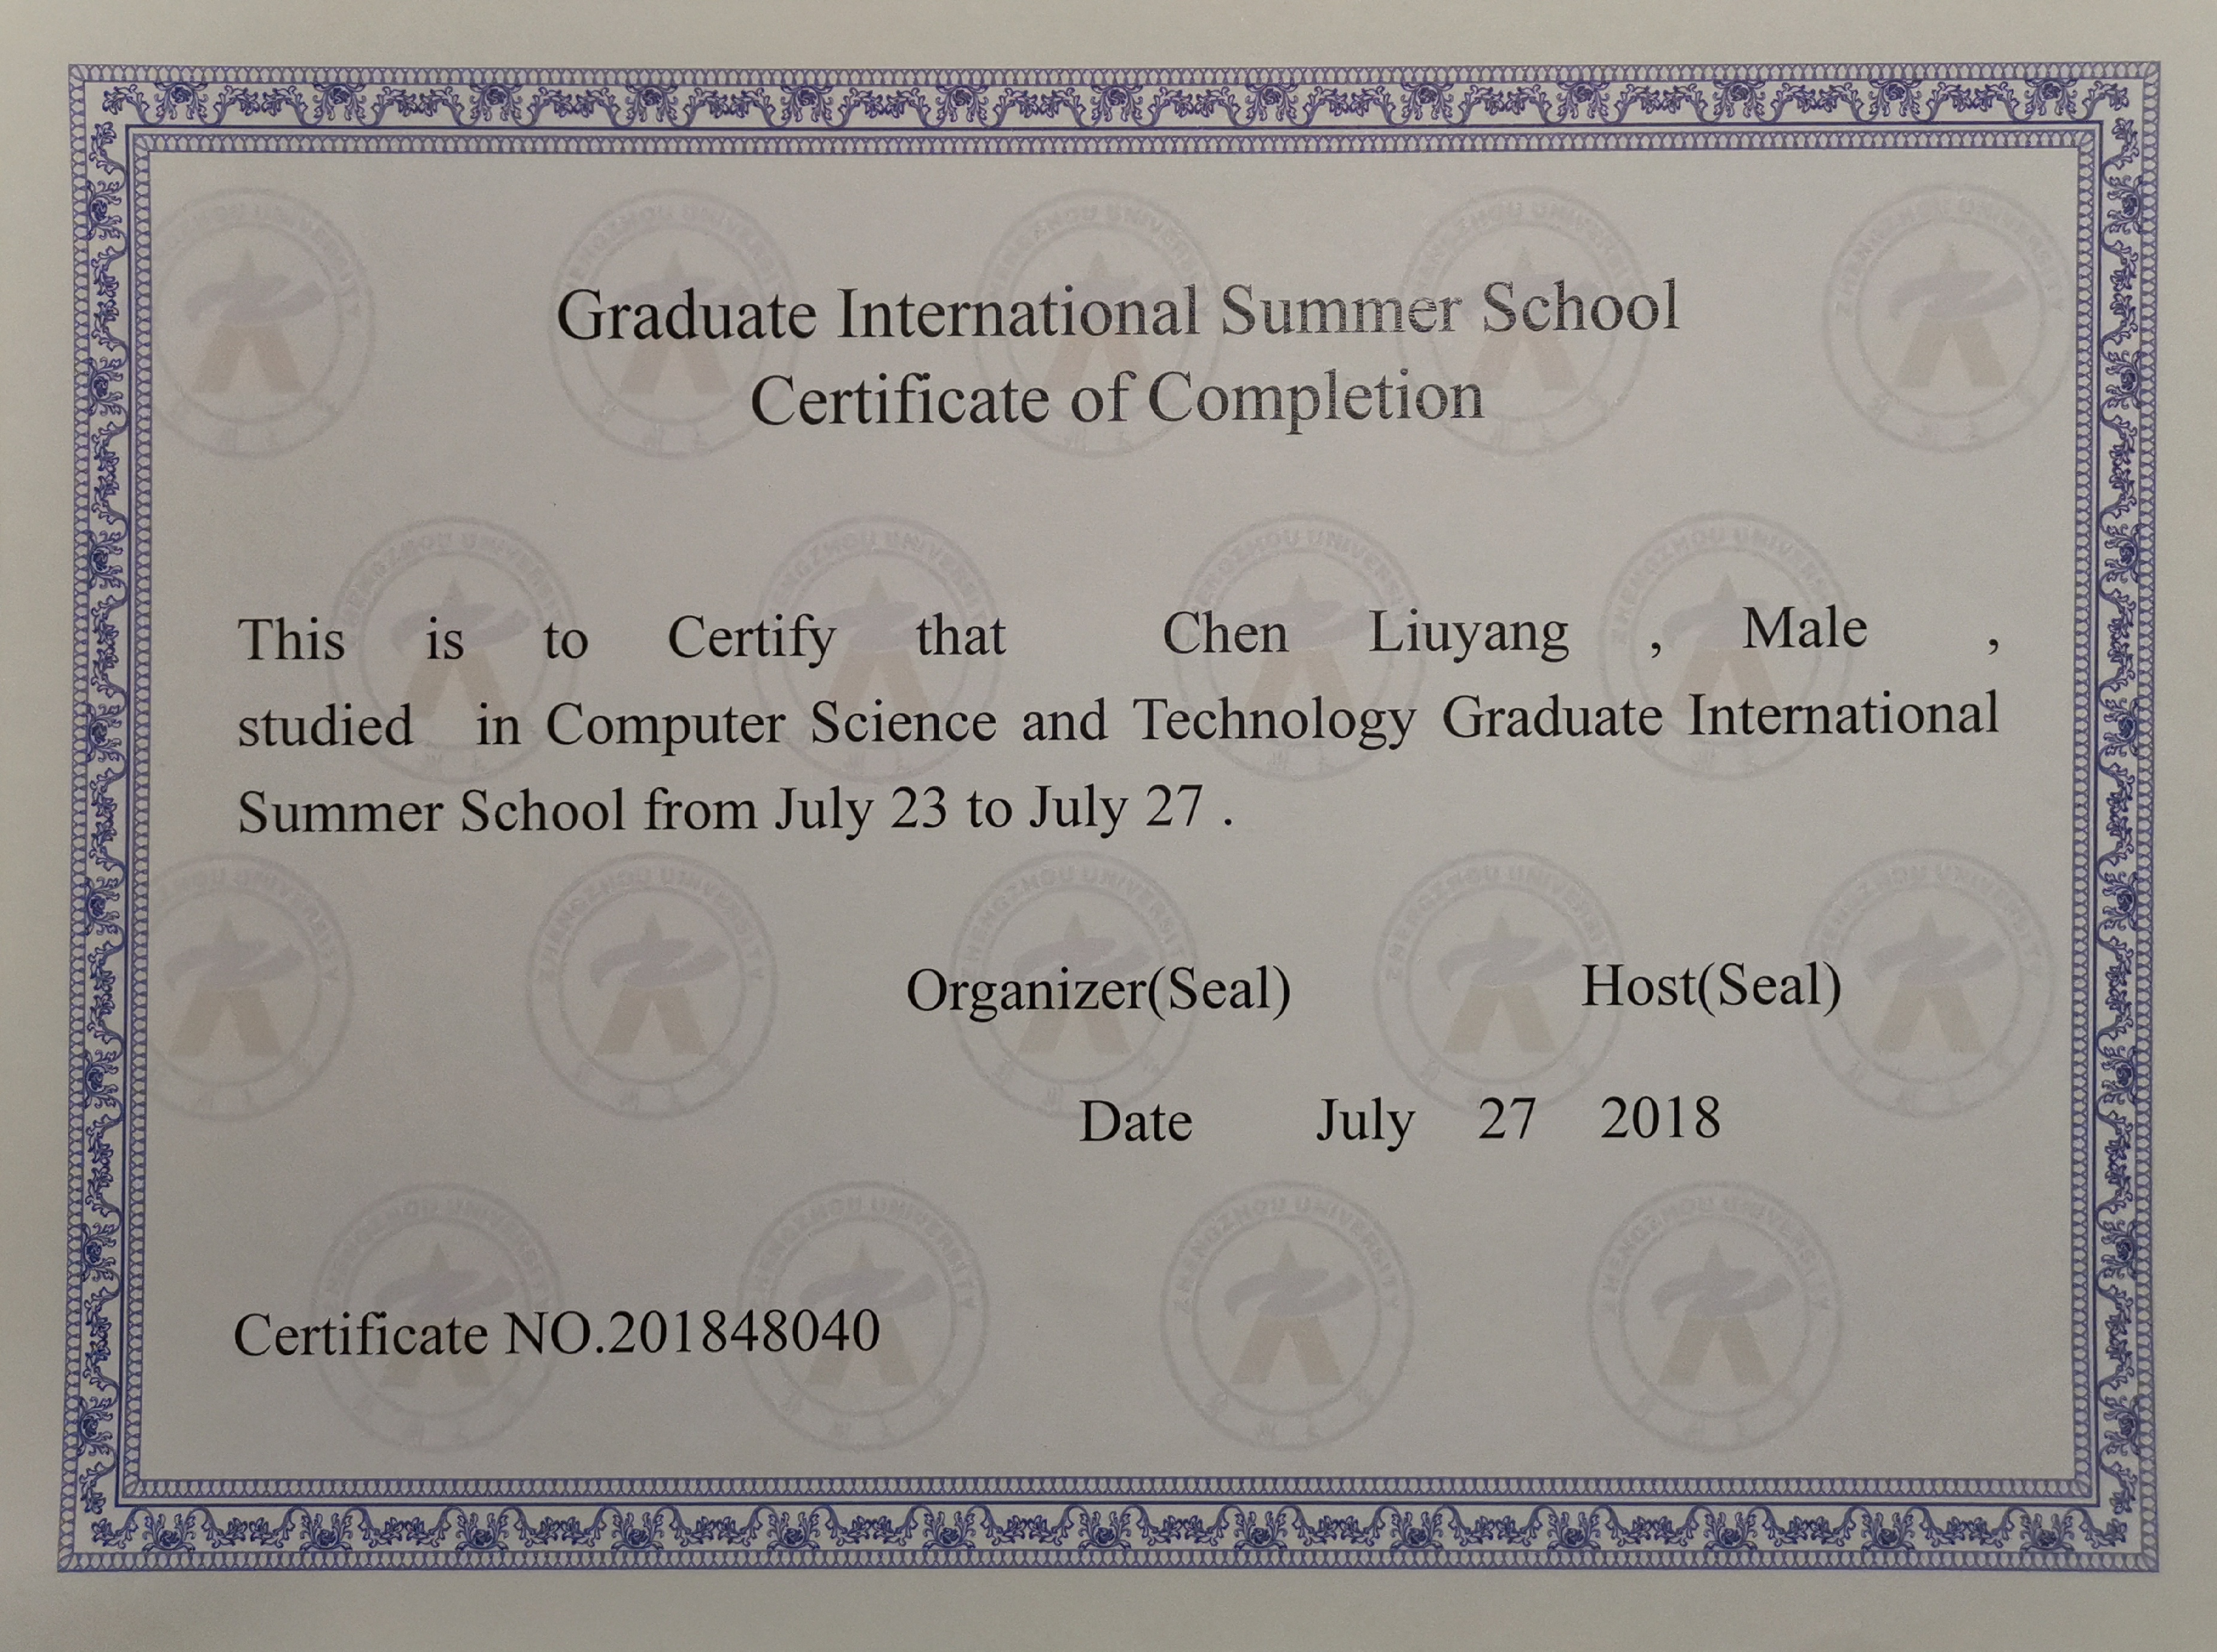 Graduate International Summer School
Certificate of Completion
This is to Certify that Chen Liuyang , Male ,
studied in Computer Science and Technology Graduate International
Summer School from July 23 to July 27 .
Organizer(Seal) Host(Seal)
Date July 27 2018
Certificate NO.201848040
ZHENGZHOU UNIVERSITY